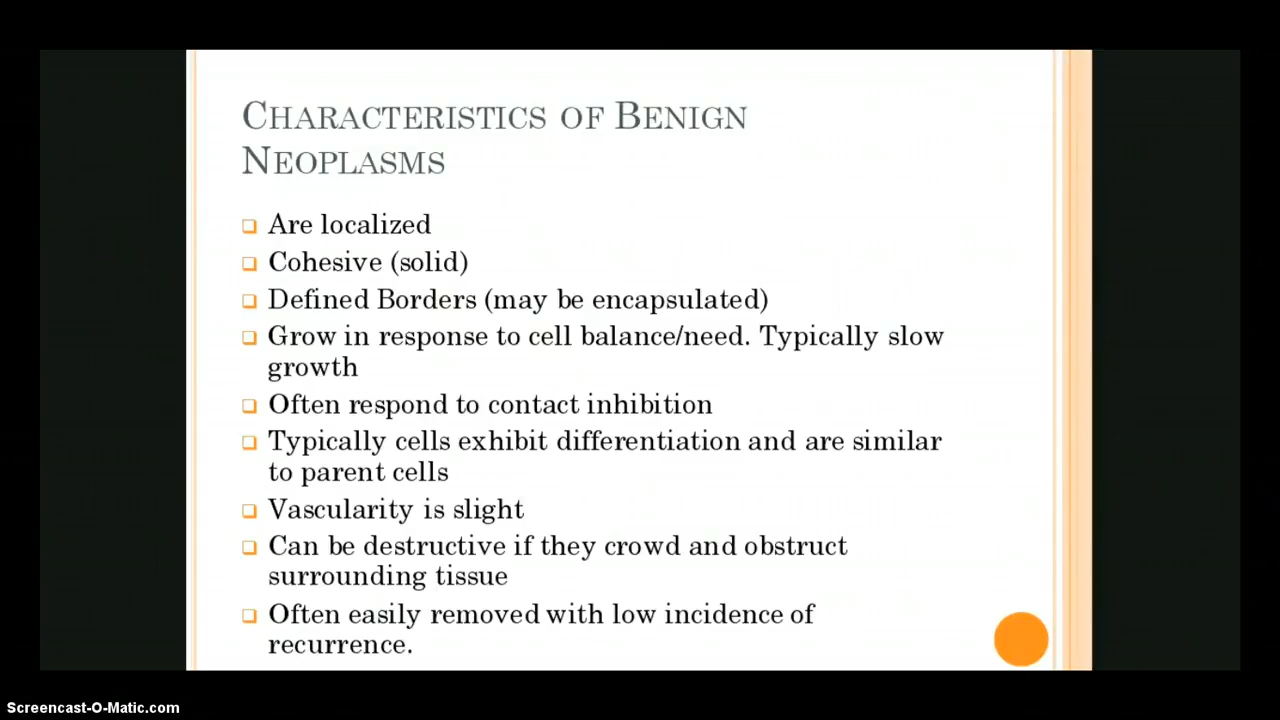 Characteristics of Benign
Neoplasms
Are localized
Cohesive (solid)
Defined Borders (may be encapsulated)
Grow in response to cell balance/need. Typically slow
growth
Often respond to contact inhibition
Typically cells exhibit differentiation and are similar
to parent cells
Vascularity is slight
Can be destructive if they crowd and obstruct
surrounding tissue
Often easily removed with low incidence of
recurrence.
Screencast-O-Matic.com